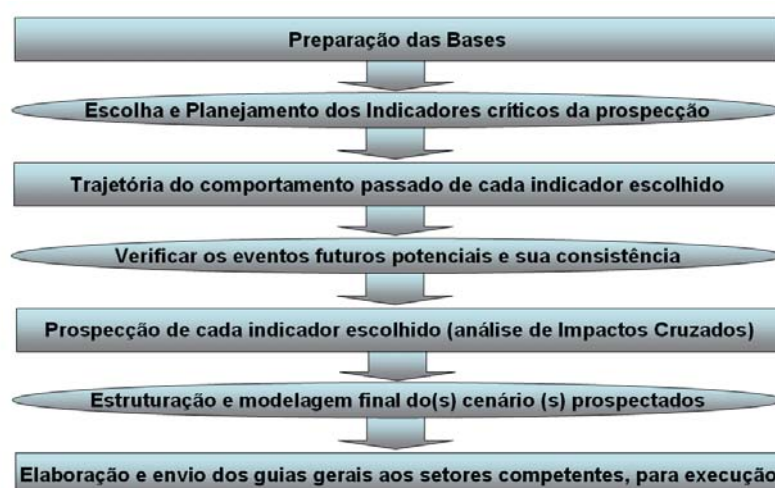 Preparação das Bases
Escolha e Planejamento dos Indicadores críticos da prospecção
Trajetória do comportamento passado de cada indicador escolhido
Verificar os eventos futuros potenciais e sua consistência
Prospecção de cada indicador escolhido (análise de Impactos Cruzados)
Estruturação e modelagem final do(s) cenário (s) prospectados
Elaboração e envio dos guias gerais aos setores competentes, para execução